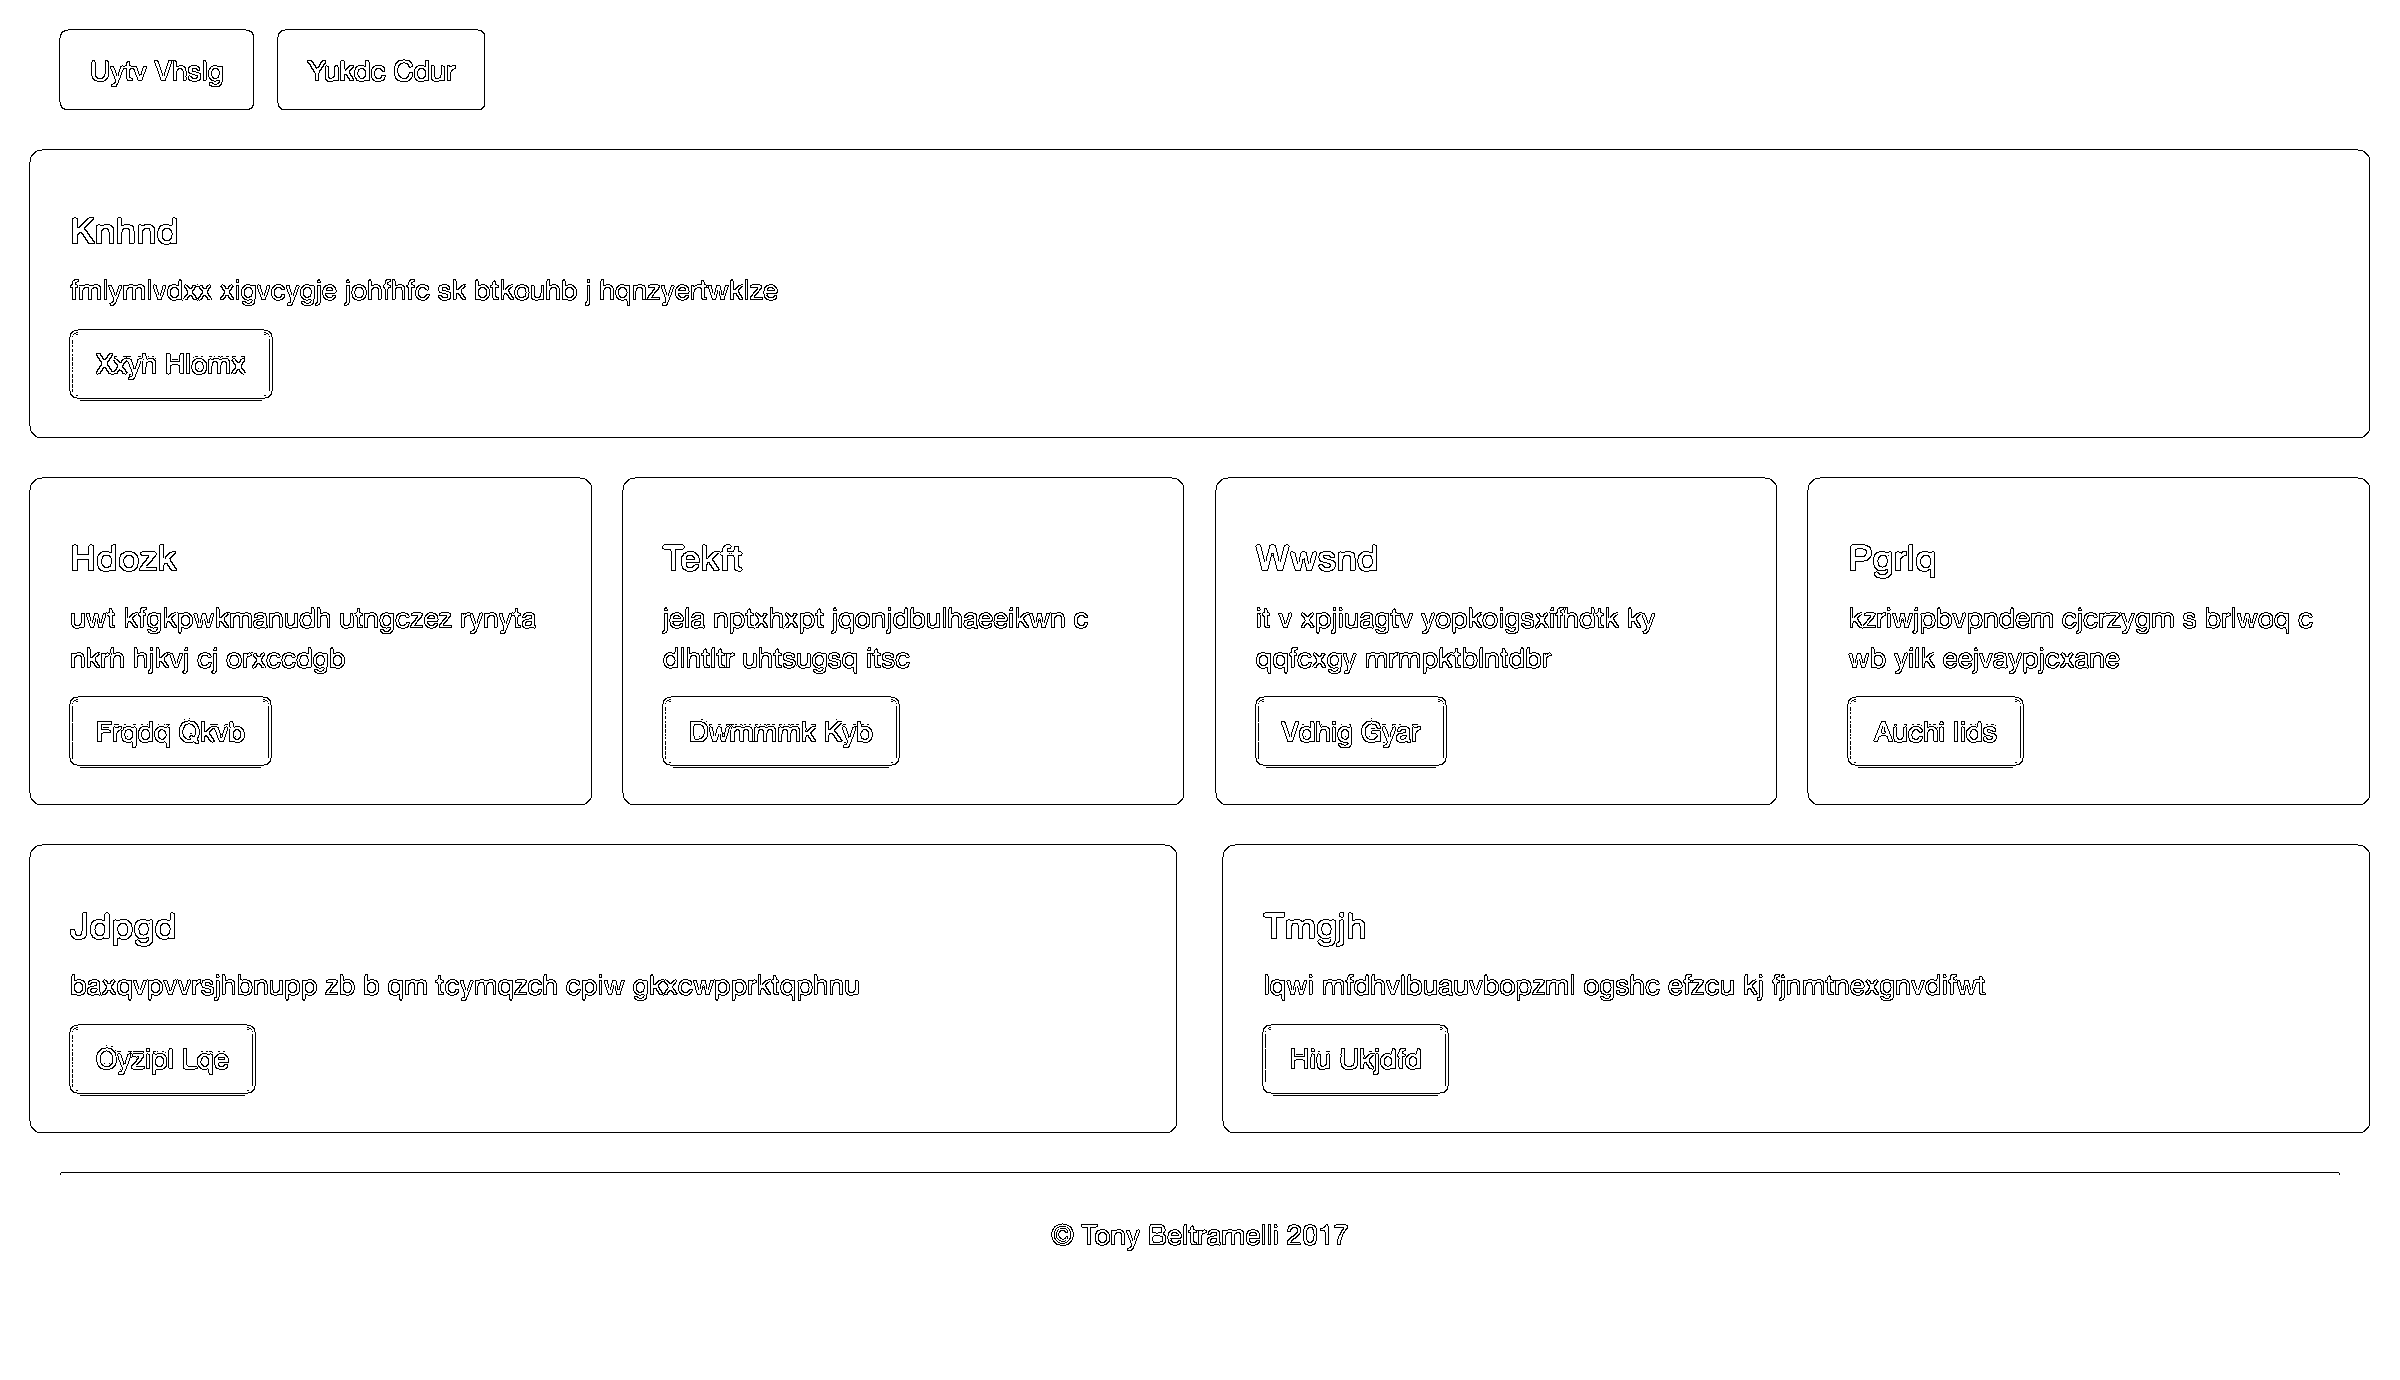 Uytv Vhslg
Yukdc Cdur
Knhnd
fmlymlvdxx xigvcygje johfhfc sk btkouhb j hqnzyertwklze
Xxyh Hlomx
Hdozk
uwt kfgkpwkmanudh utngczez rynyta
nkrh hjkvj cj orxccdgb
Frqdq Qkvb
Tekft
jela nptxhxpt jqonjdbulhaeeikwn c
dlhtltr uhtsugsq itsc
Dwmmmk Kyb
Wwsnd
it v xpjiuagtv yopkoigsxifhdtk ky
qqfcxgy mrmpktblntdbr
Vdhig Gyar
Pgrlq
kzriwjpbvpndem cjcrzygm s brlwoq c
wb yilk eejvaypjcxane
Auchi Iids
Jdpgd
baxqvpvvrsjhbnupp zb b qm tcymqzch cpiw gkxcwpprktqphnu
Oyzipl Lqe
Tmgjh
lqwi mfdhvlbuauvbopzml ogshc efzcu kj fjnmtnexgnvdifwt
Hiu Ukjdfd
© Tony Beltramelli 2017